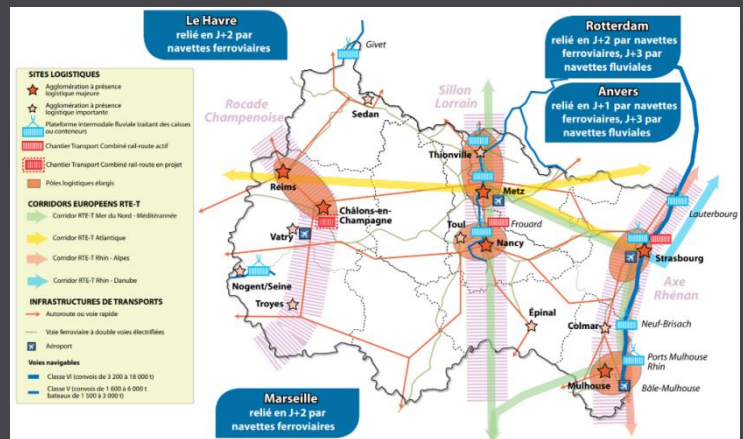 Le Havre
relié en J+2 par
navettes ferroviaires
Rotterdam
relié en J+2 par navettes
ferroviaires, J+3 par
navettes fluviales
Anvers
relié en J+1 par navettes
ferroviaires, J+3 par
navettes fluviales
Marseille
relié en J+2 par
navettes ferroviaires
SITES LOGISTIQUES
Agglomération à présence
logistique majeure
Agglomération à présence
logistique importante
Plateforme intermodale fluviale traitant des caisses
ou conteneurs
Chantier Transport Combiné rail-route actif
Chantier Transport Combiné rail-route en projet
Pôles logistiques élargis
CORRIDORS EUROPEENS RTE-T
Corridor RTE-T Mer du Nord - Méditérannée
Corridor RTE-T Atlantique
Corridor RTE-T Rhin - Alpes
Corridor RTE-T Rhin - Danube
INFRASTRUCTURES DE TRANSPORTS
Autoroute ou voie rapide
Voie ferroviaire à double voies électrifiées
Aéroport
Voies navigables
Classe VI (convois de 3 200 à 18 000 t)
Classe V (convois de 1 600 à 6 000 t
bateaux de 1 500 à 3 000 t)
Givet
Sedan
Rocade
Champenoise
Sillon
Lorrain
Thionville
Reims
Metz
Châlons-en-
Champagne
Vatry
Toul
Frouard
Nancy
Lauterbourg
Strasbourg
Axe
Rhénan
Nogent/Seine
Troyes
Épinal
Colmar
Neuf-Brisach
Ports Mulhouse
Rhin
Mulhouse
Bâle-Mulhouse